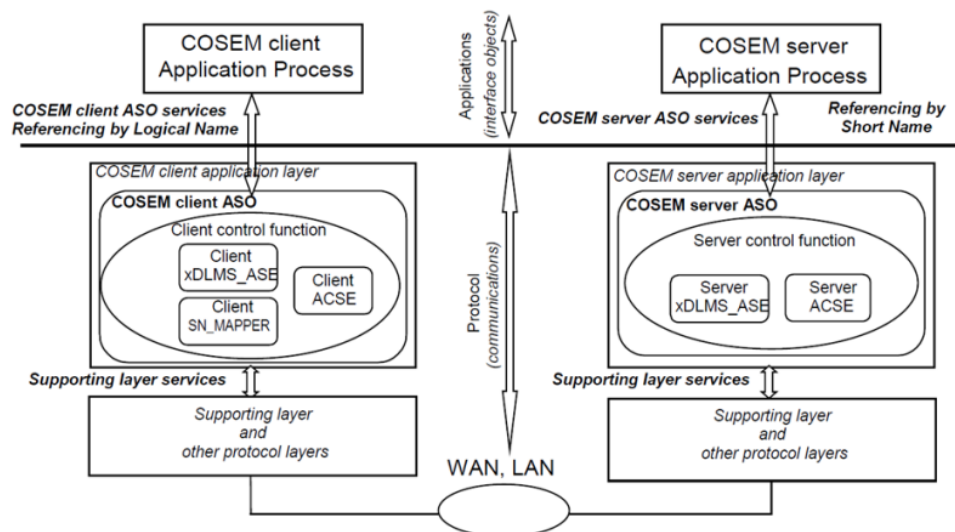 COSEM client
Application Process
COSEM client ASO services
Referencing by Logical Name
COSEM client application layer
COSEM client ASO
Client control function
Client
xDLMS_ASE
Client
ACSE
Client
SN_MAPPER
Supporting layer services
Supporting layer
and
other protocol layers
Applications
(interface objects)
Protocol
(communications)
WAN, LAN
COSEM server
Application Process
COSEM server ASO services
Referencing by
Short Name
COSEM server application layer
COSEM server ASO
Server control function
Server
xDLMS_ASE
Server
ACSE
Supporting layer services
Supporting layer
and
other protocol layers